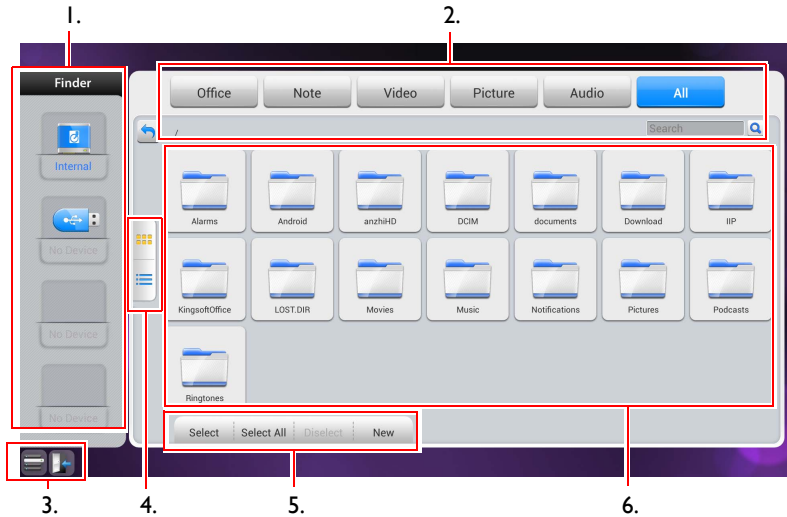 1.
2.
Finder
Office Note Video Picture Audio All
/ Search
Internal
Alarms Android anzhiHD DCIM documents Download IIP
No Device
KingsoftOffice LOST.DIR Movies Music Notifications Pictures Podcasts
No Device
Ringtones
No Device
Select Select All Diselect New
3. 4. 5. 6.